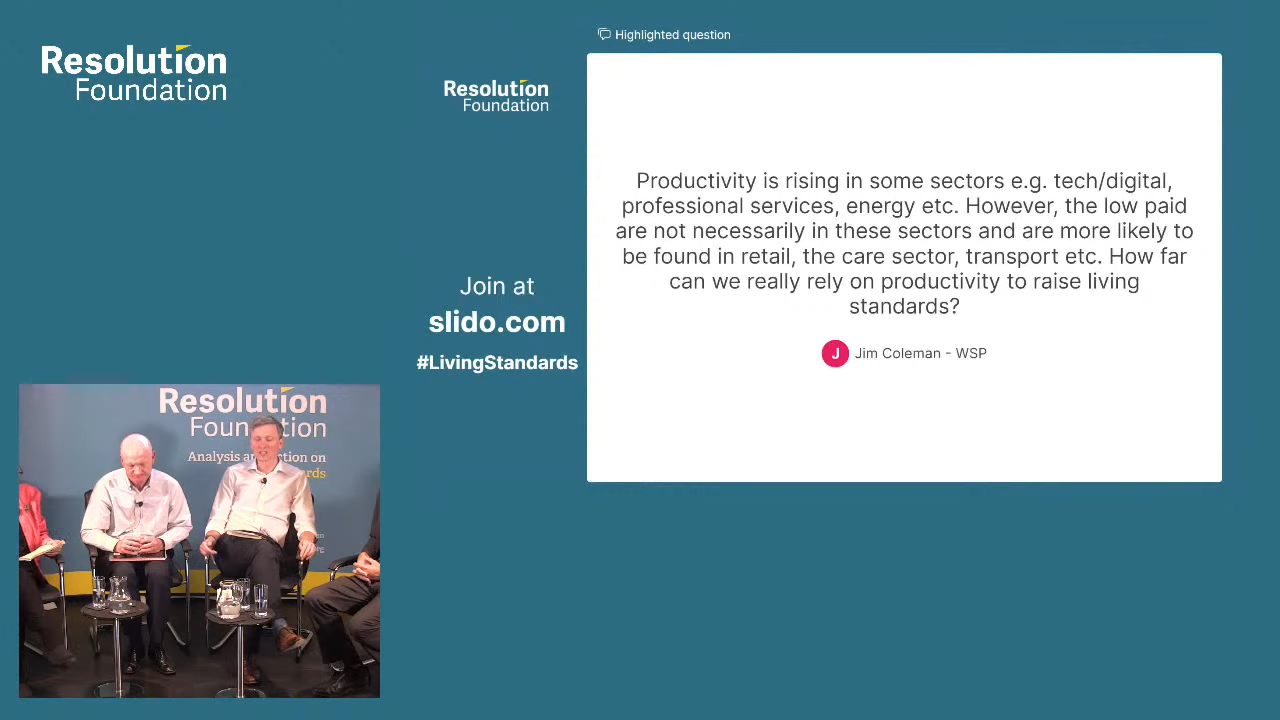 Resolution
Foundation
Highlighted question
Resolution
Foundation
Productivity is rising in some sectors e.g. tech/digital,
professional services, energy etc. However, the low paid
are not necessarily in these sectors and are more likely to
be found in retail, the care sector, transport etc. How far
can we really rely on productivity to raise living
standards?
J Jim Coleman - WSP
Join at
slido.com
#LivingStandards
Resolution
Foundation
Analysis
on